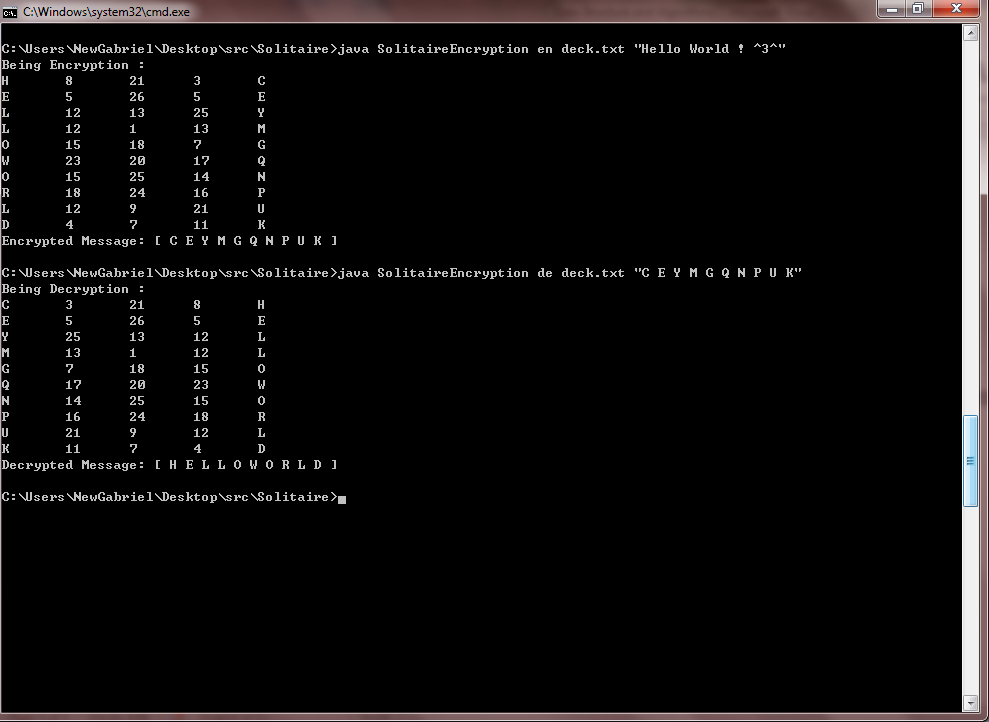 C:\Windows\system32\cmd.exe
C:\Users\NewGabriel\Desktop\src\Solitaire>java SolitaireEncryption en deck.txt "Hello World ! ^3^"
Being Encryption :
H 8 21 3 C
E 5 26 5 E
L 12 13 25 Y
L 12 1 13 M
O 15 18 7 G
W 23 20 17 Q
O 15 25 14 N
R 18 24 16 P
L 12 9 21 U
D 4 7 11 K
Encrypted Message: [ C E Y M G Q N P U K ]
C:\Users\NewGabriel\Desktop\src\Solitaire>java SolitaireEncryption de deck.txt "C E Y M G Q N P U K"
Being Decryption :
C 3 21 8 H
E 5 26 5 E
Y 25 13 12 L
M 13 1 12 L
G 7 18 15 O
Q 17 20 23 W
N 14 25 15 O
P 16 24 18 R
U 21 9 12 L
K 11 7 4 D
Decrypted Message: [ H E L L O W O R L D ]
C:\Users\NewGabriel\Desktop\src\Solitaire>